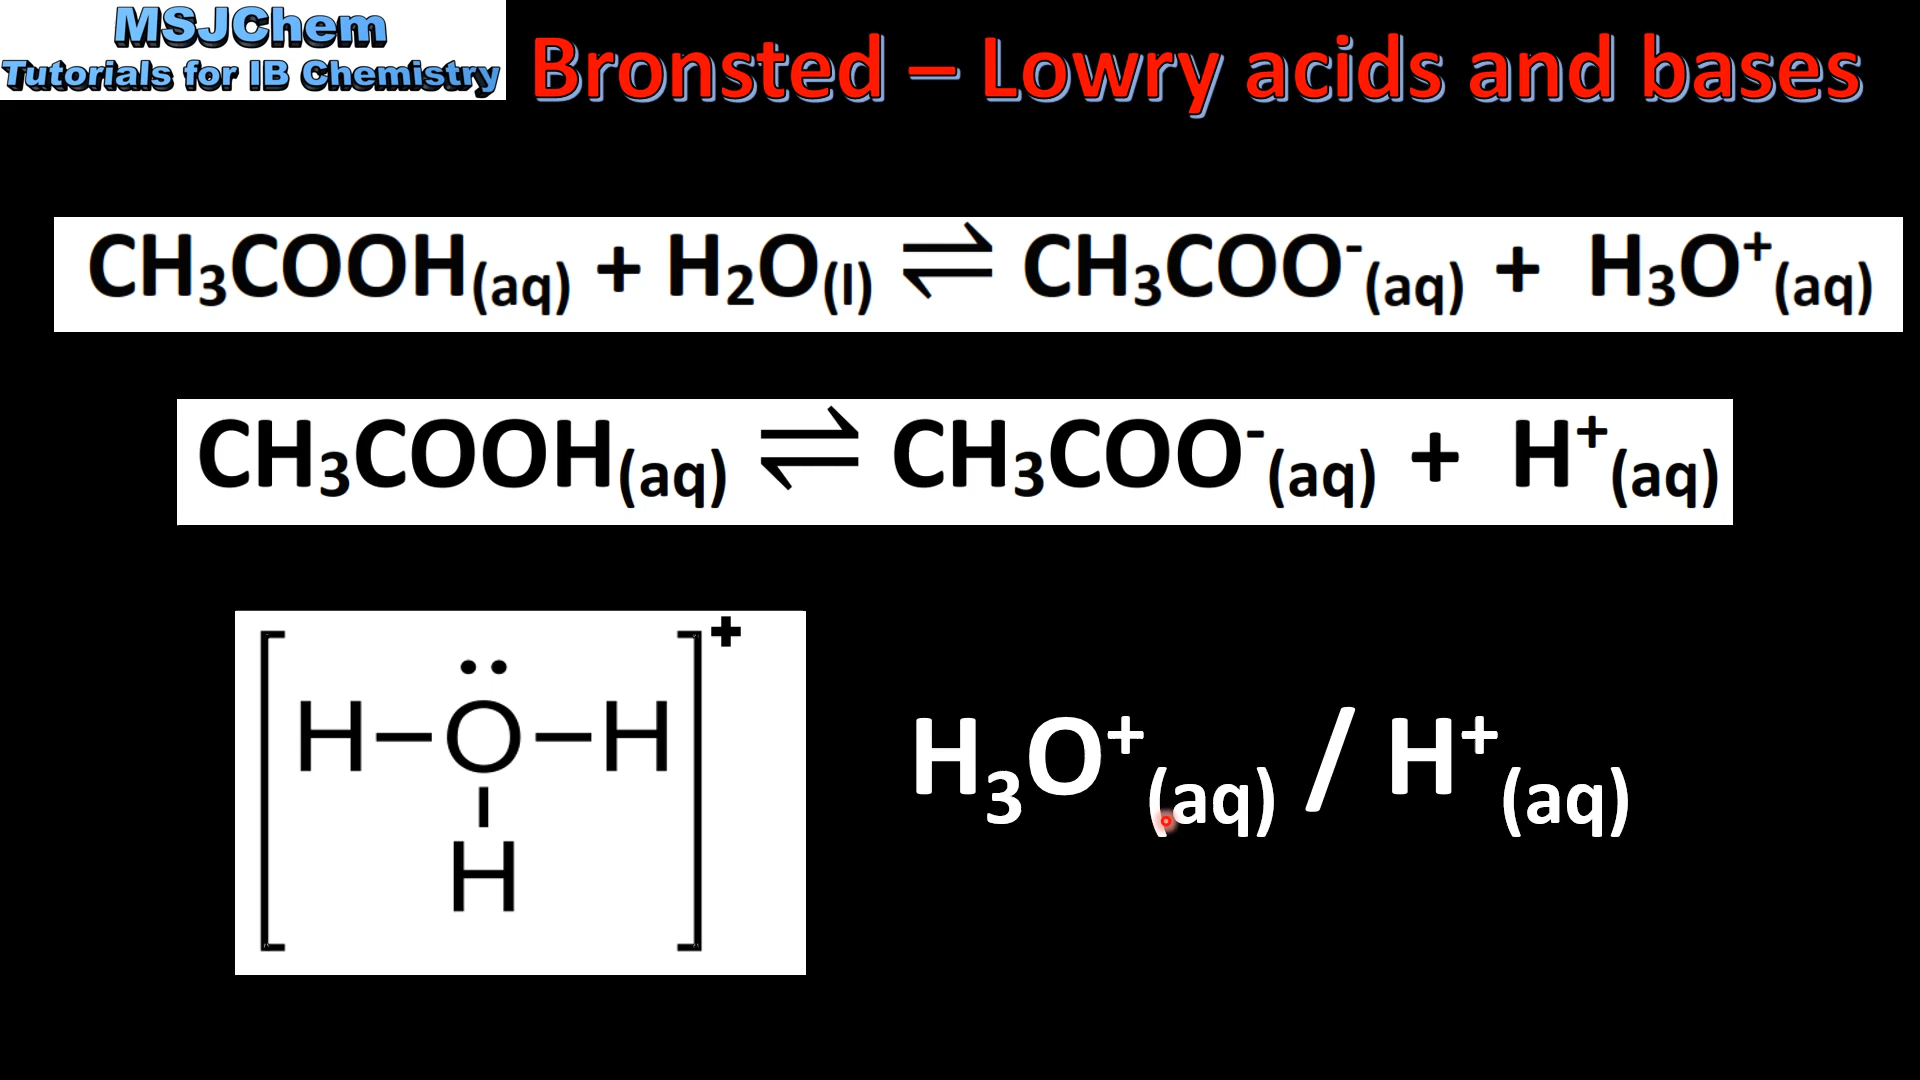 MSJChem
Tutorials for IB Chemistry
Bronsted – Lowry acids and bases
CH₃COOH₍aq₎ + H₂O₍l₎ ⇌ CH₃COO⁻₍aq₎ + H₃O⁺₍aq₎
CH₃COOH₍aq₎ ⇌ CH₃COO⁻₍aq₎ + H⁺₍aq₎
[H–O–H]⁺
H
H₃O⁺₍aq₎ / H⁺₍aq₎